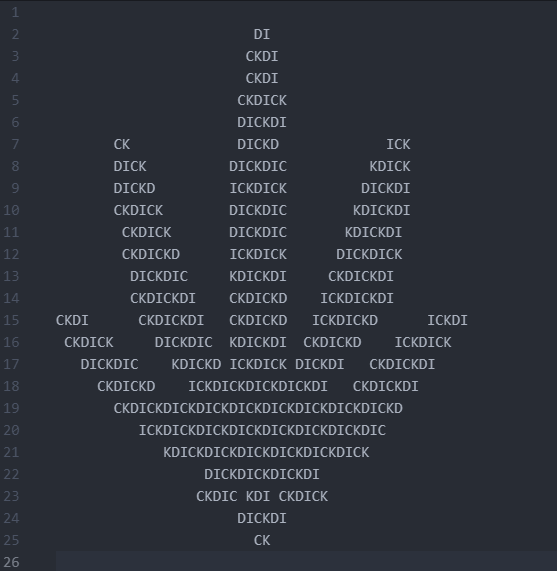 1
2 DI
3 CKDI
4 CKDI
5 CKDICK
6 DICKDI
7 CK DICKD ICK
8 DICK DICKDIC KDICK
9 DICKD ICKDICK DICKDI
10 CKDICK DICKDIC KDICKDI
11 CKDICK DICKDIC KDICKDI
12 CKDICKD ICKDICK DICKDICK
13 DICKDIC KDICKDI CKDICKDI
14 CKDICKDI CKDICKD ICKDICKDI
15 CKDI CKDICKDI CKDICKD ICKDICKD ICKDI
16 CKDICK DICKDIC KDICKDI CKDICKD ICKDICK
17 DICKDIC KDICKD ICKDICK DICKDI CKDICKDI
18 CKDICKD ICKDICKDICKDICKDI CKDICKDI
19 CKDICKDICKDICKDICKDICKDICKDICKDICKD
20 ICKDICKDICKDICKDICKDICKDICKDIC
21 KDICKDICKDICKDICKDICKDICK
22 DICKDICKDICKDI
23 CKDIC KDI CKDICK
24 DICKDI
25 CK
26